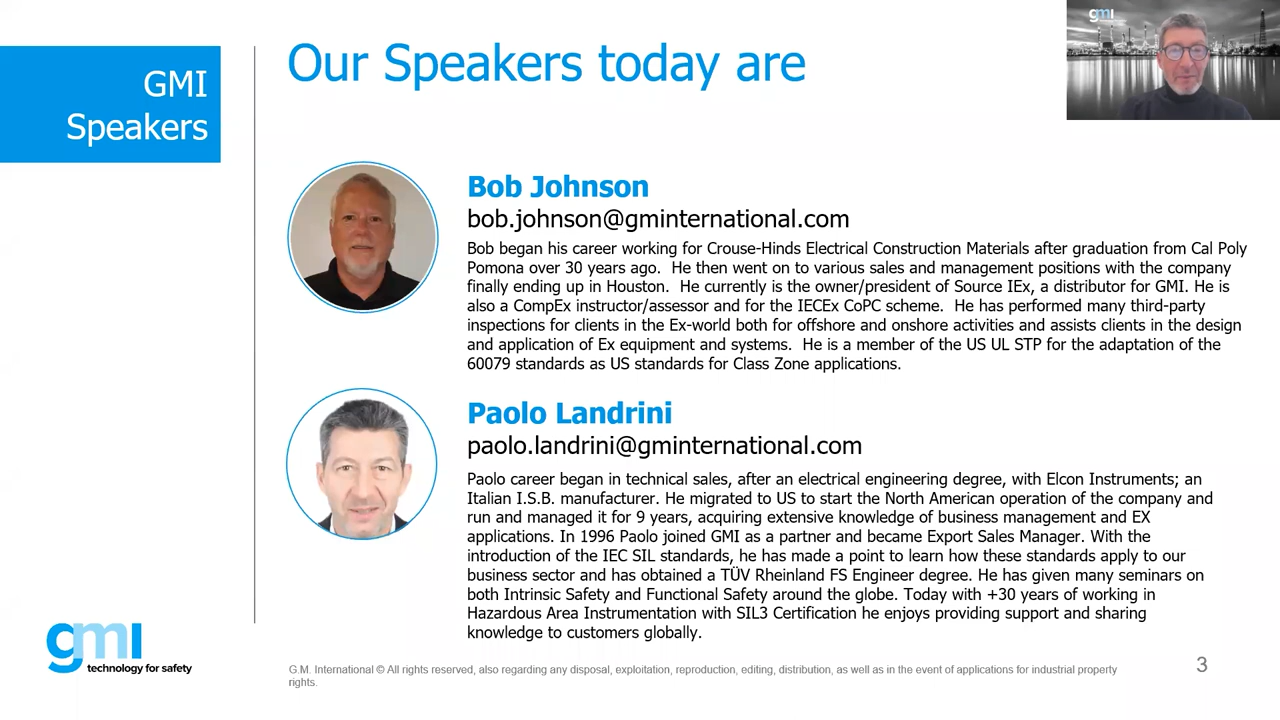 GMI
Speakers
Our Speakers today are
gmi
Bob Johnson
bob.johnson@gminternational.com
Bob began his career working for Crouse-Hinds Electrical Construction Materials after graduation from Cal Poly
Pomona over 30 years ago. He then went on to various sales and management positions with the company
finally ending up in Houston. He currently is the owner/president of Source IEx, a distributor for GMI. He is
also a CompEx instructor/assessor and for the IECEx CoPC scheme. He has performed many third-party
inspections for clients in the Ex-world both for offshore and onshore activities and assists clients in the design
and application of Ex equipment and systems. He is a member of the US UL STP for the adaptation of the
60079 standards as US standards for Class Zone applications.
Paolo Landrini
paolo.landrini@gminternational.com
Paolo career began in technical sales, after an electrical engineering degree, with Elcon Instruments; an
Italian I.S.B. manufacturer. He migrated to US to start the North American operation of the company and
run and managed it for 9 years, acquiring extensive knowledge of business management and EX
applications. In 1996 Paolo joined GMI as a partner and became Export Sales Manager. With the
introduction of the IEC SIL standards, he has made a point to learn how these standards apply to our
business sector and has obtained a TÜV Rheinland FS Engineer degree. He has given many seminars on
both Intrinsic Safety and Functional Safety around the globe. Today with +30 years of working in
Hazardous Area Instrumentation with SIL3 Certification he enjoys providing support and sharing
knowledge to customers globally.
gmi
technology for safety
G.M. International © All rights reserved, also regarding any disposal, exploitation, reproduction, editing, distribution, as well as in the event of applications for industrial property
rights.
3